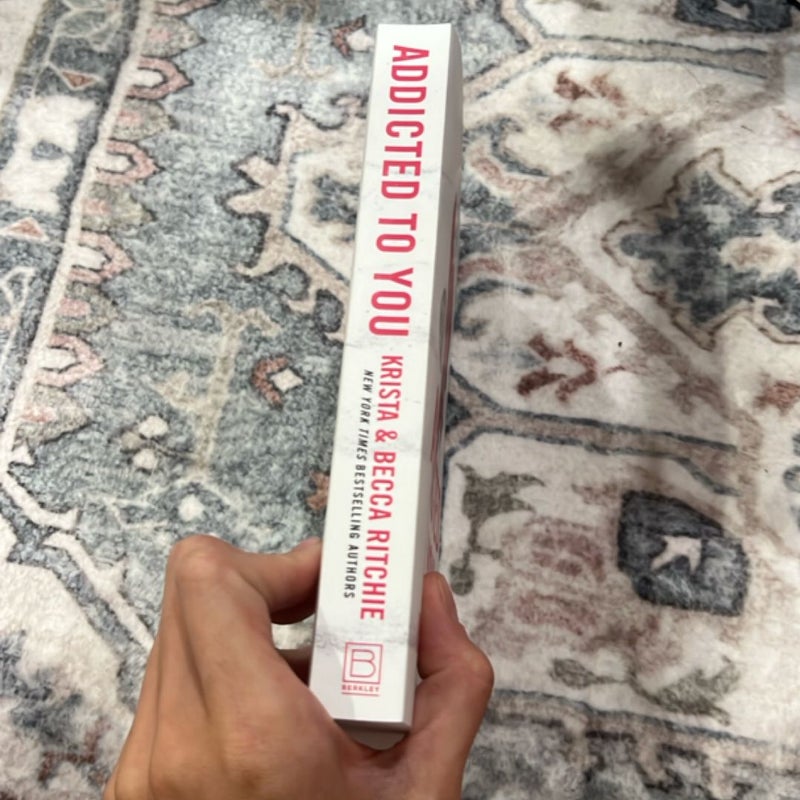 ADDICTED TO YOU
KRISTA & BECCA RITCHIE
NEW YORK TIMES BESTSELLING AUTHORS
B
BERKLEY